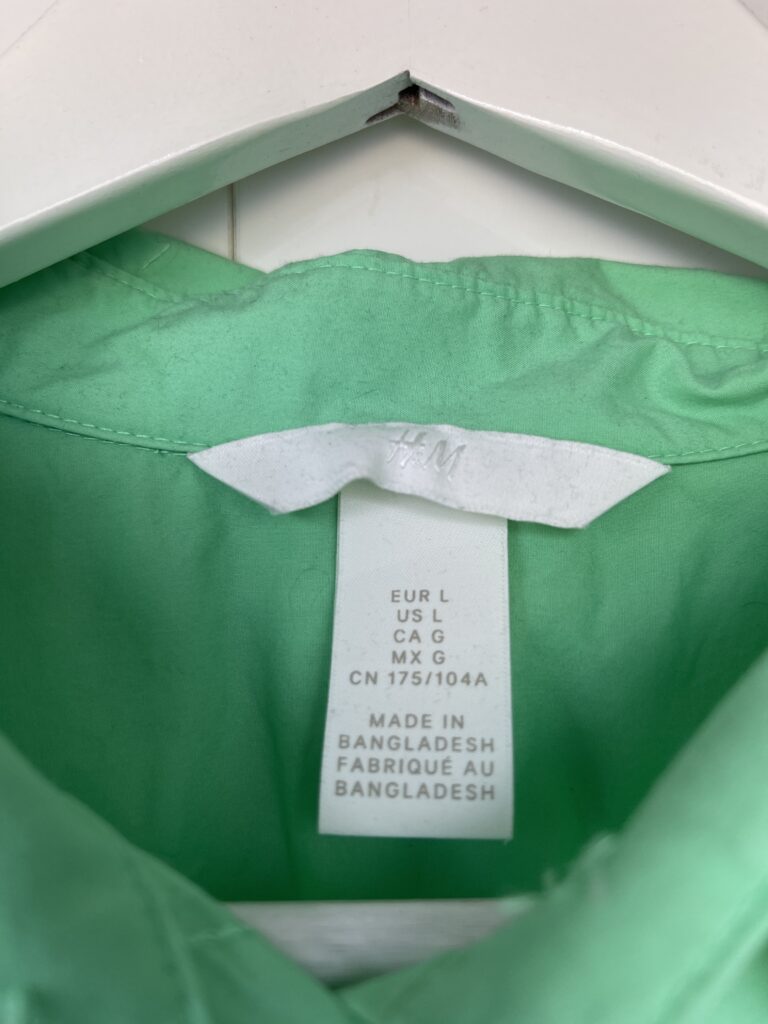 H&M
EUR L
US L
CA G
MX G
CN 175/104A
MADE IN
BANGLADESH
FABRIQUÉ AU
BANGLADESH